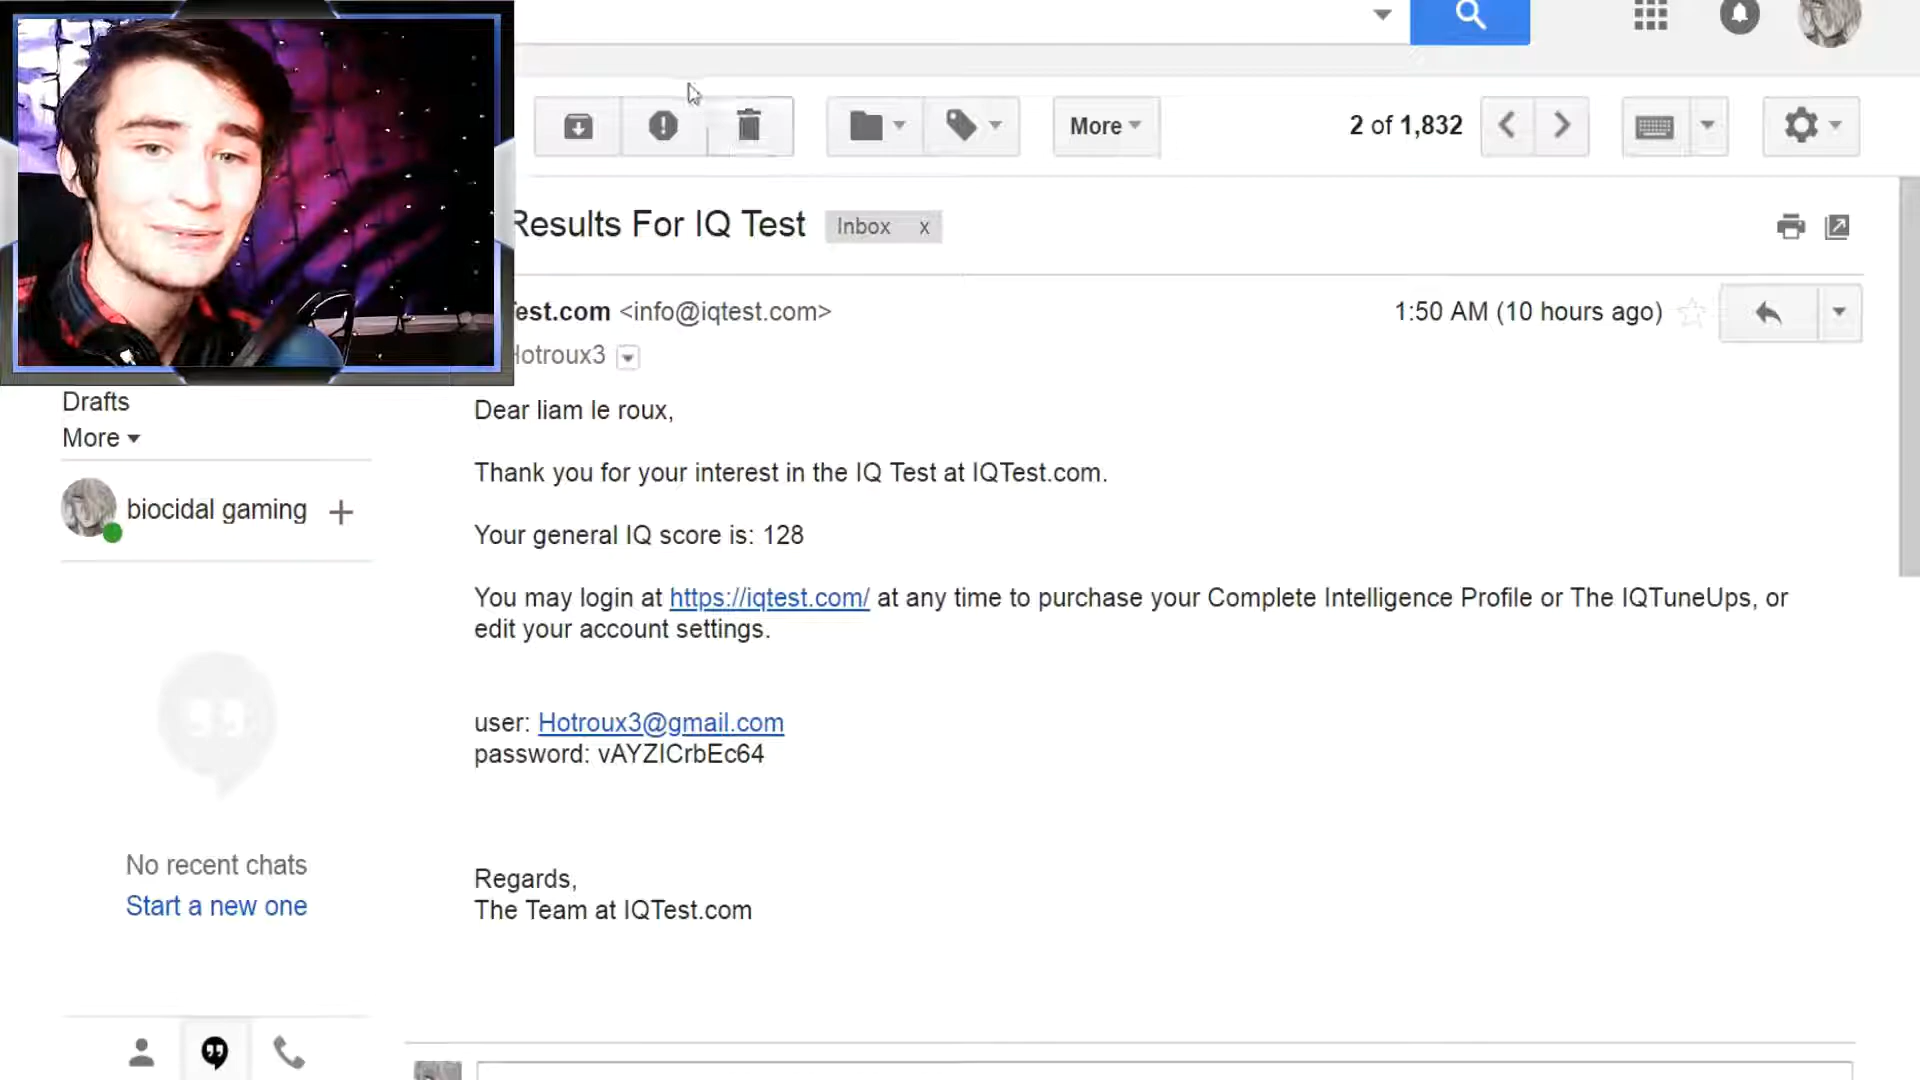 More
2 of 1,832
Results For IQ Test
Inbox x
est.com <info@iqtest.com>
1:50 AM (10 hours ago)
Hotroux3
Drafts
More
biocidal gaming
Dear liam le roux,
Thank you for your interest in the IQ Test at IQTest.com.
Your general IQ score is: 128
You may login at https://iqtest.com/ at any time to purchase your Complete Intelligence Profile or The IQTuneUps, or
edit your account settings.
user: Hotroux3@gmail.com
password: vAYZICrbEc64
No recent chats
Start a new one
Regards,
The Team at IQTest.com